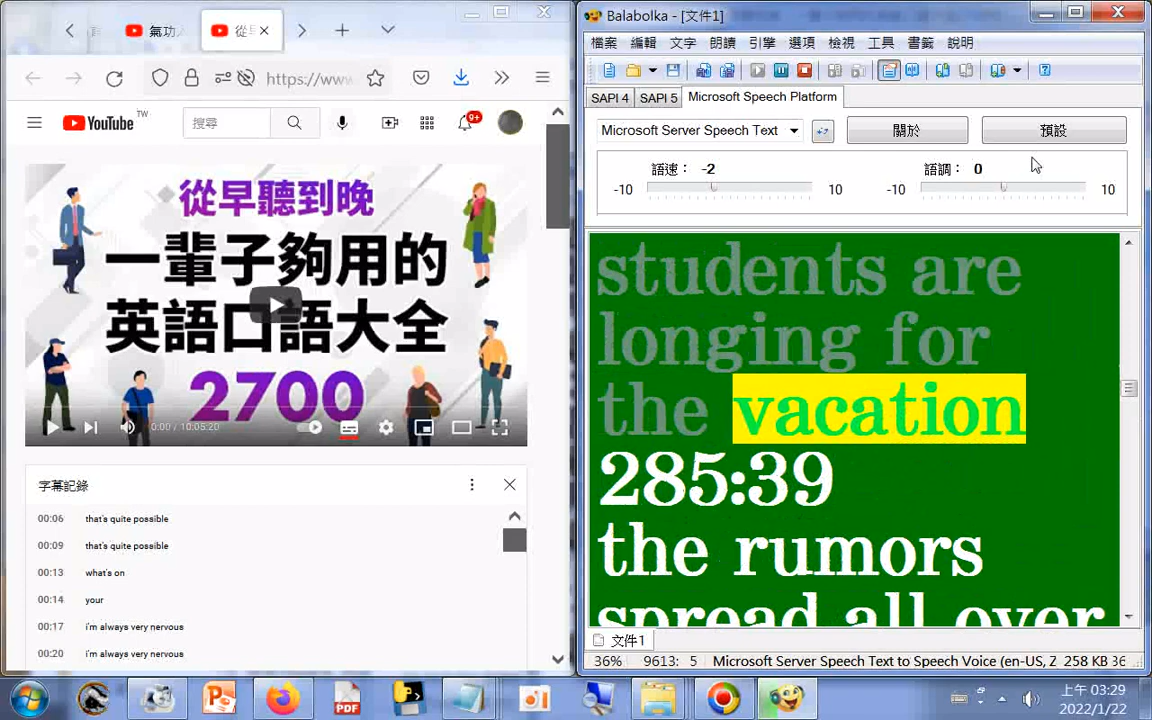 氣功
從早
https://www
YouTube TW
搜尋
9+
從早聽到晚
一輩子夠用的
英語口語大全
2700
0:00 / 10:05:20
字幕記錄
00:06 that's quite possible
00:09 that's quite possible
00:13 what's on
00:14 your
00:17 i'm always very nervous
00:20 i'm always very nervous
Balabolka - [文件1]
檔案 編輯 文字 朗讀 引擎 選項 檢視 工具 書籤 說明
SAPI 4 SAPI 5 Microsoft Speech Platform
Microsoft Server Speech Text
關於
預設
語速： -2
-10 10
語調： 0
-10 10
students are
longing for
the vacation
285:39
the rumors
spread all over
文件1
36% 9613: 5 Microsoft Server Speech Text to Speech Voice (en-US, Z 258 KB 36
PDF
上午 03:29
2022/1/22